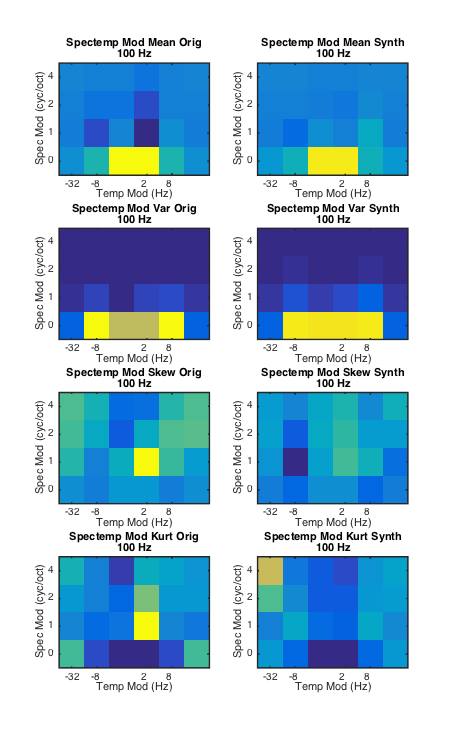 Spectemp Mod Mean Orig
100 Hz
Spec Mod (cyc/oct)
4
2
1
0
-32 -8 2 8
Temp Mod (Hz)
Spectemp Mod Mean Synth
100 Hz
Spec Mod (cyc/oct)
4
2
1
0
-32 -8 2 8
Temp Mod (Hz)
Spectemp Mod Var Orig
100 Hz
Spec Mod (cyc/oct)
4
2
1
0
-32 -8 2 8
Temp Mod (Hz)
Spectemp Mod Var Synth
100 Hz
Spec Mod (cyc/oct)
4
2
1
0
-32 -8 2 8
Temp Mod (Hz)
Spectemp Mod Skew Orig
100 Hz
Spec Mod (cyc/oct)
4
2
1
0
-32 -8 2 8
Temp Mod (Hz)
Spectemp Mod Skew Synth
100 Hz
Spec Mod (cyc/oct)
4
2
1
0
-32 -8 2 8
Temp Mod (Hz)
Spectemp Mod Kurt Orig
100 Hz
Spec Mod (cyc/oct)
4
2
1
0
-32 -8 2 8
Temp Mod (Hz)
Spectemp Mod Kurt Synth
100 Hz
Spec Mod (cyc/oct)
4
2
1
0
-32 -8 2 8
Temp Mod (Hz)